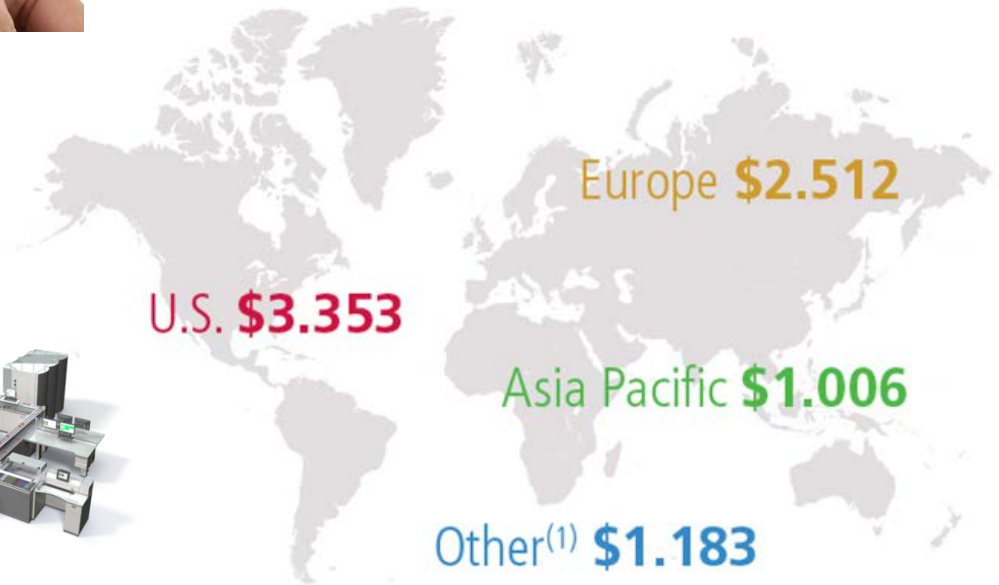 Europe $2.512
U.S. $3.353
Asia Pacific $1.006
Other(1) $1.183